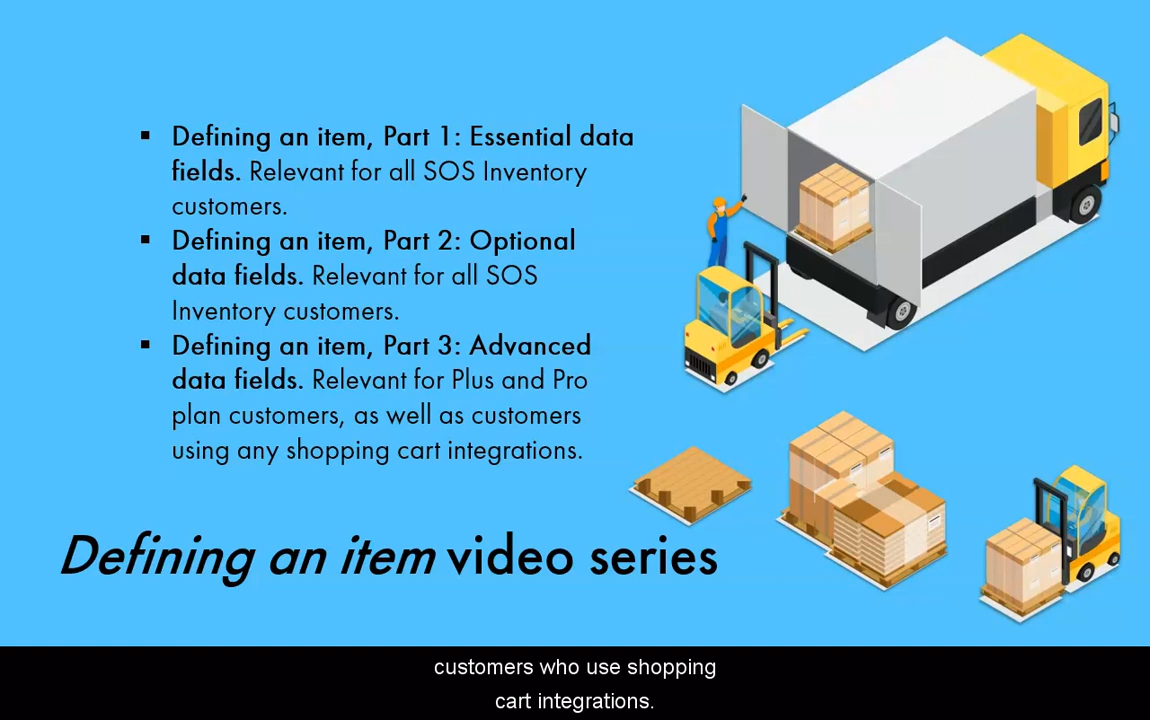 ▪ Defining an item, Part 1: Essential data
fields. Relevant for all SOS Inventory
customers.
▪ Defining an item, Part 2: Optional
data fields. Relevant for all SOS
Inventory customers.
▪ Defining an item, Part 3: Advanced
data fields. Relevant for Plus and Pro
plan customers, as well as customers
using any shopping cart integrations.
Defining an item video series
customers who use shopping
cart integrations.